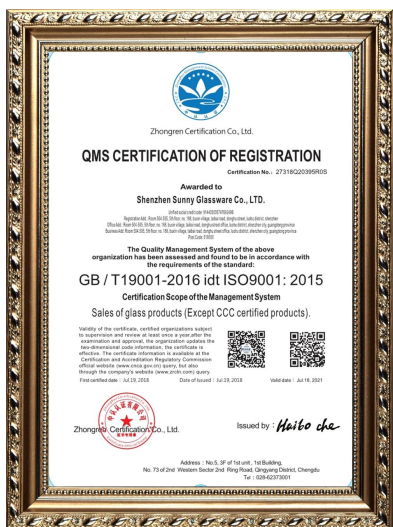 Zhongren Certification Co., Ltd.
QMS CERTIFICATION OF REGISTRATION
Certification No.: 27318Q20395R0S
Awarded to
Shenzhen Sunny Glassware Co., LTD.
The Quality Management System of the above
organization has been assessed and found to be in accordance with
the requirements of the standard:
GB / T19001-2016 idt ISO9001: 2015
Certification Scope of the Management System
Sales of glass products (Except CCC certified products).
Validity of the certificate, certified organizations subject
to supervision and review at least once a year,after the
examination and approval, the organization updates the
two-dimensional code information, the certificate is
effective. The certificate information is available at the
Certification and Accreditation Regulatory Commission
official website (www.cnca.gov.cn) query, but also
through the company's website (www.zrcln.com) query.
First certified date : Jul.19, 2018 Date of Issued : Jul.19, 2018 Valid date : Jul.18, 2021
Zhongren Certification Co., Ltd.
Issued by : Haibo che
Address : No.5, 3F of 1st unit , 1st Building,
No. 73 of 2nd Western Sector 2nd Ring Road, Qingyang District, Chengdu
Tel : 028-62373001